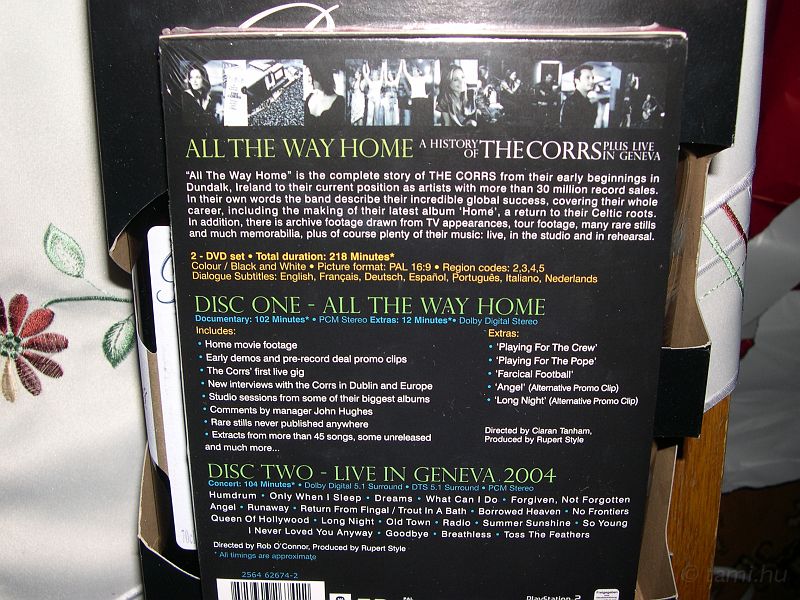 ALL THE WAY HOME A HISTORY OF THE CORRS PLUS LIVE IN GENEVA
“All The Way Home” is the complete story of THE CORRS from their early beginnings in
Dundalk, Ireland to their current position as artists with more than 30 million record sales.
In their own words the band describe their incredible global success, covering their whole
career, including the making of their latest album ‘Home’, a return to their Celtic roots.
In addition, there is archive footage drawn from TV appearances, tour footage, many rare stills
and much memorabilia, plus of course plenty of their music: live, in the studio and in rehearsal.
2 - DVD set • Total duration: 218 Minutes*
Colour / Black and White • Picture format: PAL 16:9 • Region codes: 2,3,4,5
Dialogue Subtitles: English, Français, Deutsch, Español, Português, Italiano, Nederlands
DISC ONE - ALL THE WAY HOME
Documentary: 102 Minutes* • PCM Stereo Extras: 12 Minutes* • Dolby Digital Stereo
Includes:
• Home movie footage
• Early demos and pre-record deal promo clips
• The Corrs’ first live gig
• New interviews with the Corrs in Dublin and Europe
• Studio sessions from some of their biggest albums
• Comments by manager John Hughes
• Rare stills never published anywhere
• Extracts from more than 45 songs, some unreleased
and much more...
Extras:
• ‘Playing For The Crew’
• ‘Playing For The Pope’
• ‘Farcical Football’
• ‘Angel’ (Alternative Promo Clip)
• ‘Long Night’ (Alternative Promo Clip)
Directed by Ciaran Tanham,
Produced by Rupert Style
DISC TWO - LIVE IN GENEVA 2004
Concert: 104 Minutes* • Dolby Digital 5.1 Surround • DTS 5.1 Surround • PCM Stereo
Humdrum • Only When I Sleep • Dreams • What Can I Do • Forgiven, Not Forgotten
Angel • Runaway • Return From Fingal / Trout In A Bath • Borrowed Heaven • No Frontiers
Queen Of Hollywood • Long Night • Old Town • Radio • Summer Sunshine • So Young
I Never Loved You Anyway • Goodbye • Breathless • Toss The Feathers
Directed by Rob O’Connor, Produced by Rupert Style
* All timings are approximate
2564 62674-2
PAL
PlayStation 2
© tami.hu